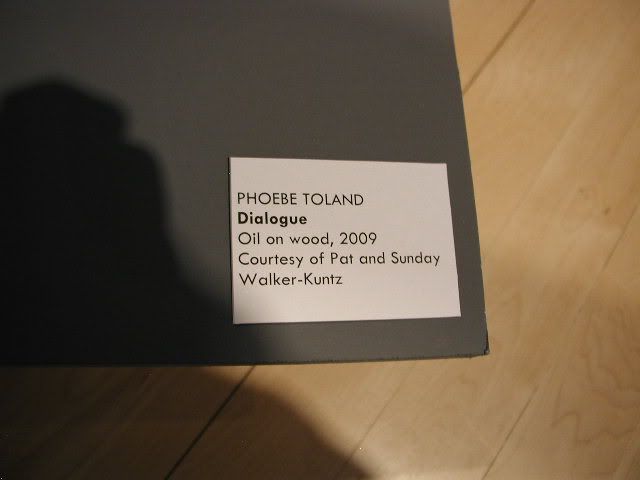 PHOEBE TOLAND
Dialogue
Oil on wood, 2009
Courtesy of Pat and Sunday
Walker-Kuntz